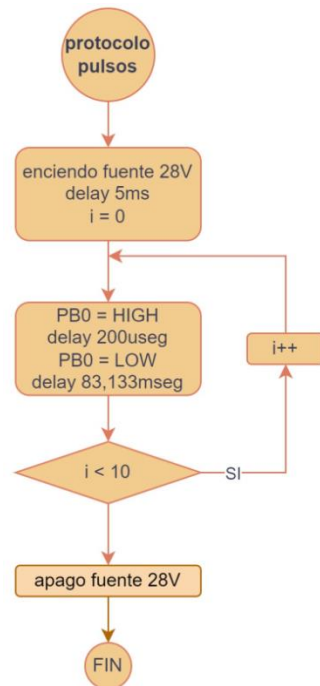 protocolo
pulsos
enciendo fuente 28V
delay 5ms
i = 0
PB0 = HIGH
delay 200useg
PB0 = LOW
delay 83,133mseg
i++
i < 10
SI
apago fuente 28V
FIN